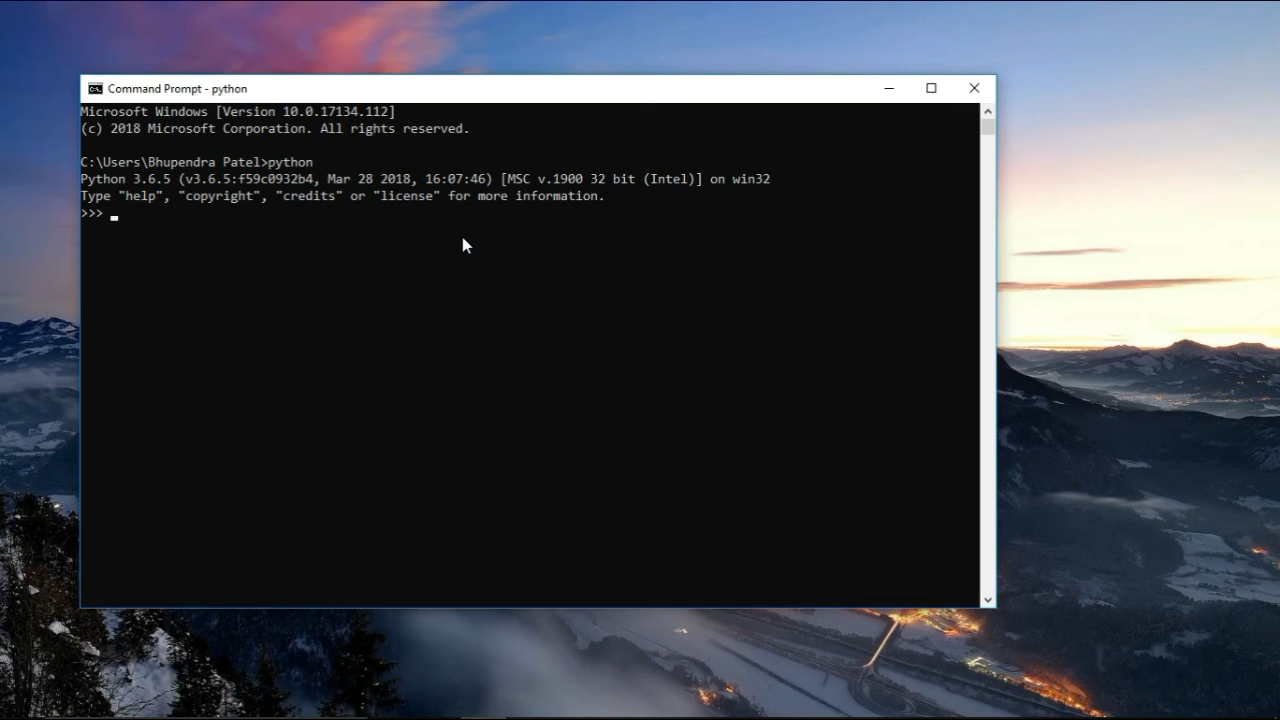 Command Prompt - python
Microsoft Windows [Version 10.0.17134.112]
(c) 2018 Microsoft Corporation. All rights reserved.
C:\Users\Bhupendra Patel>python
Python 3.6.5 (v3.6.5:f59c0932b4, Mar 28 2018, 16:07:46) [MSC v.1900 32 bit (Intel)] on win32
Type "help", "copyright", "credits" or "license" for more information.
>>> _